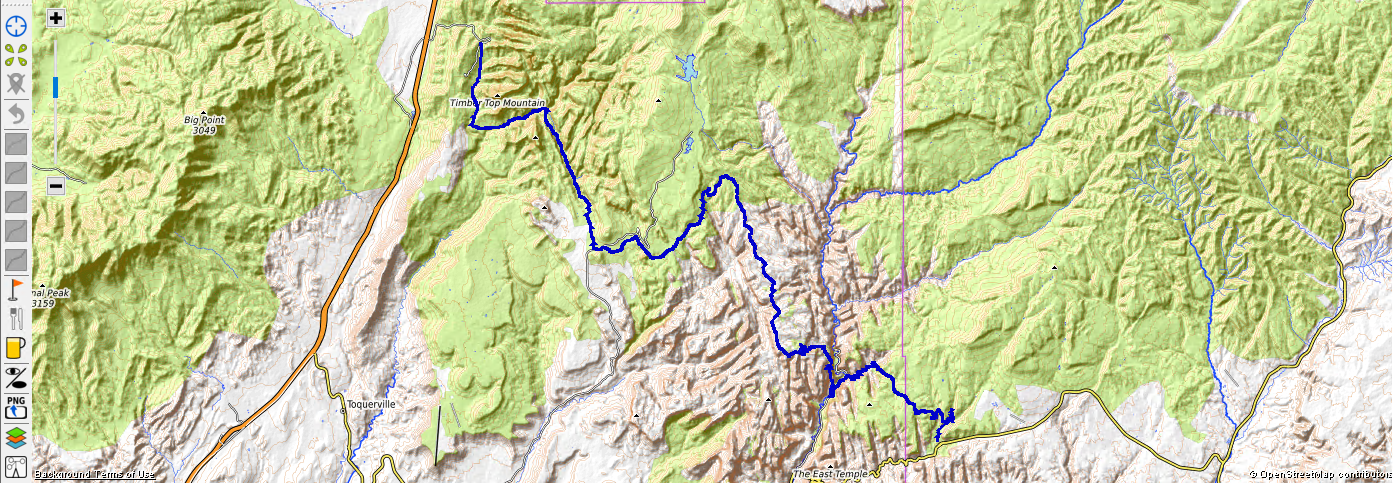 Timber Top Mountain
Big Point
3049
nal Peak
3159
Toquerville
PNG
The East Temple
Background Terms of Use
© OpenStreetMap contributors